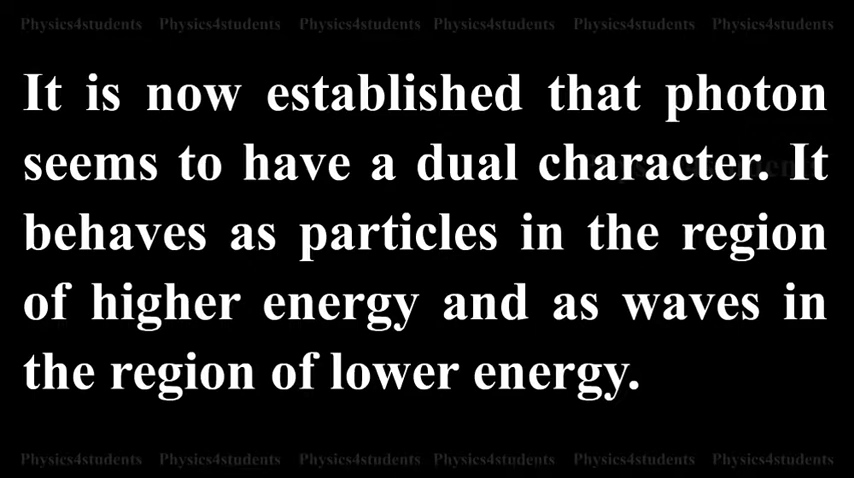 Physics4students Physics4students Physics4students Physics4students Physics4students Physics4students
It is now established that photon
seems to have a dual character. It
behaves as particles in the region
of higher energy and as waves in
the region of lower energy.
Physics4students Physics4students Physics4students Physics4students Physics4students Physics4students